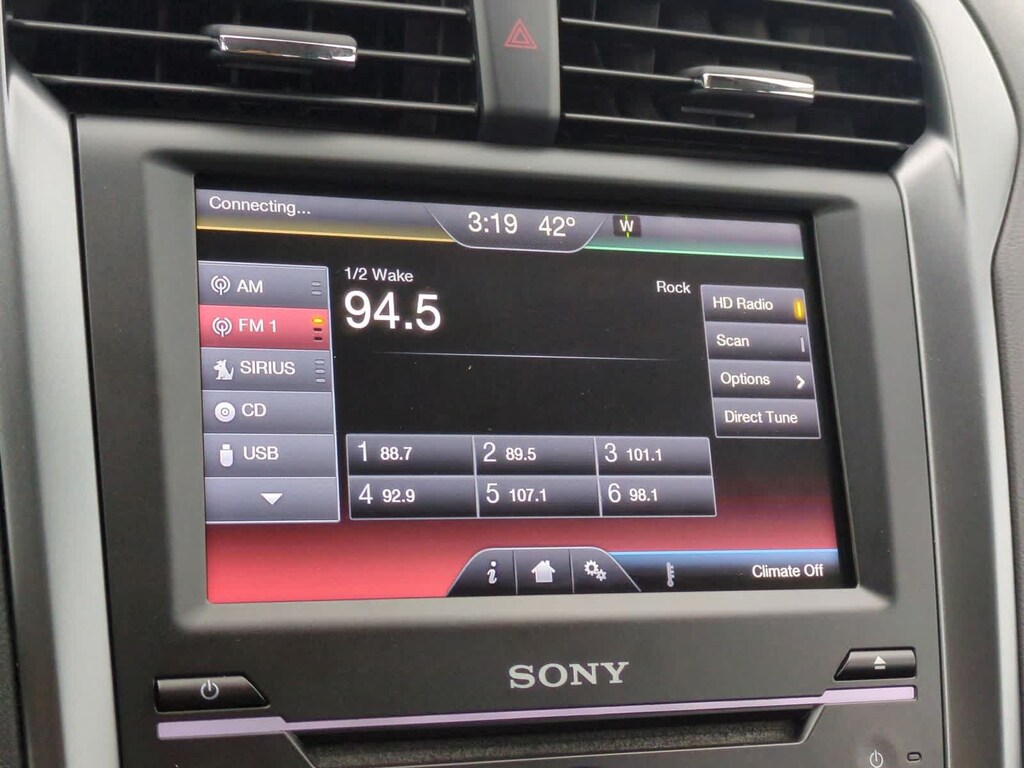 Connecting...
3:19 42° W
AM
FM 1
SIRIUS
CD
USB
1/2 Wake
94.5
Rock
HD Radio
Scan
Options
Direct Tune
1 88.7 2 89.5 3 101.1
4 92.9 5 107.1 6 98.1
i
Climate Off
SONY